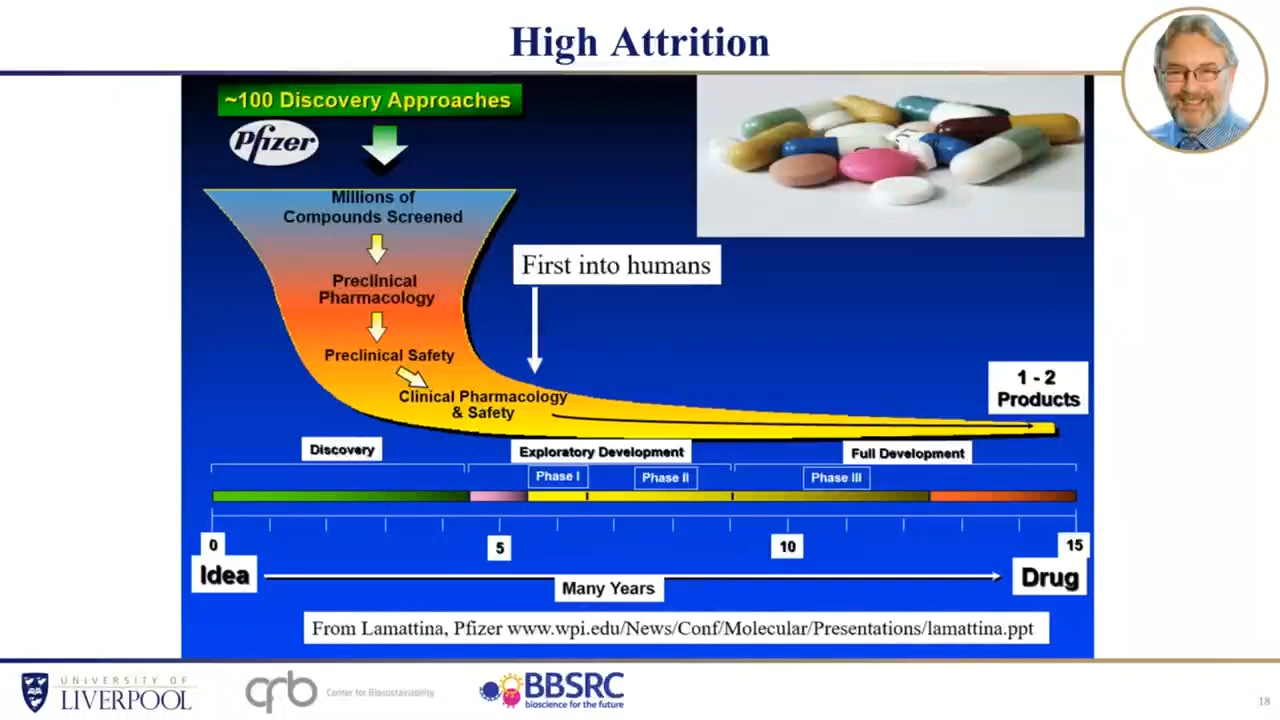 High Attrition
~100 Discovery Approaches
Pfizer
Millions of
Compounds Screened
Preclinical
Pharmacology
Preclinical Safety
Clinical Pharmacology
& Safety
First into humans
1 - 2
Products
Discovery
Exploratory Development
Full Development
Phase I
Phase II
Phase III
0
5
10
15
Idea
Many Years
Drug
From Lamattina, Pfizer www.wpi.edu/News/Conf/Molecular/Presentations/lamattina.ppt
UNIVERSITY OF
LIVERPOOL
Center for Biosustainability
BBSRC
bioscience for the future
18